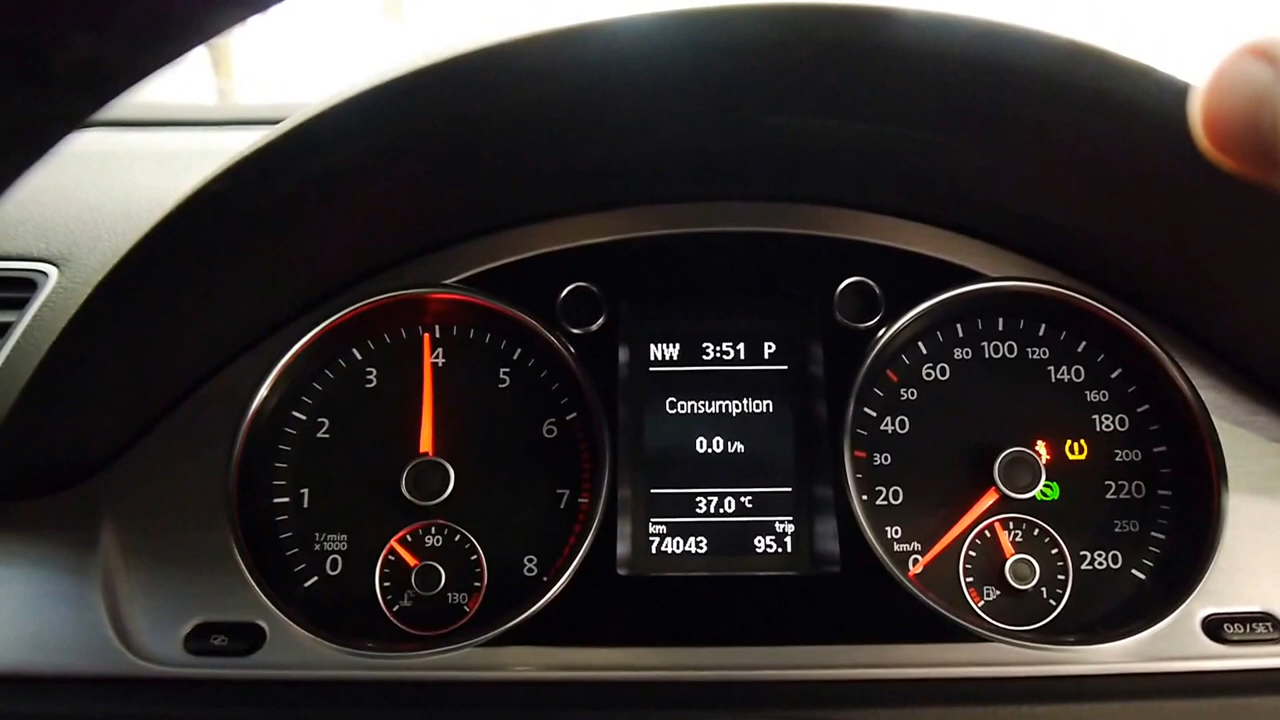 NW 3:51 P
Consumption
0.0 l/h
37.0 °C
km trip
74043 95.1
0 1 2 3 4 5 6 7 8
1/min
x1000
90
°C
130
0 10 20 30 40 50 60 80 100 120 140 160 180 200 220 250 280
km/h
1/2
1
0.0/SET